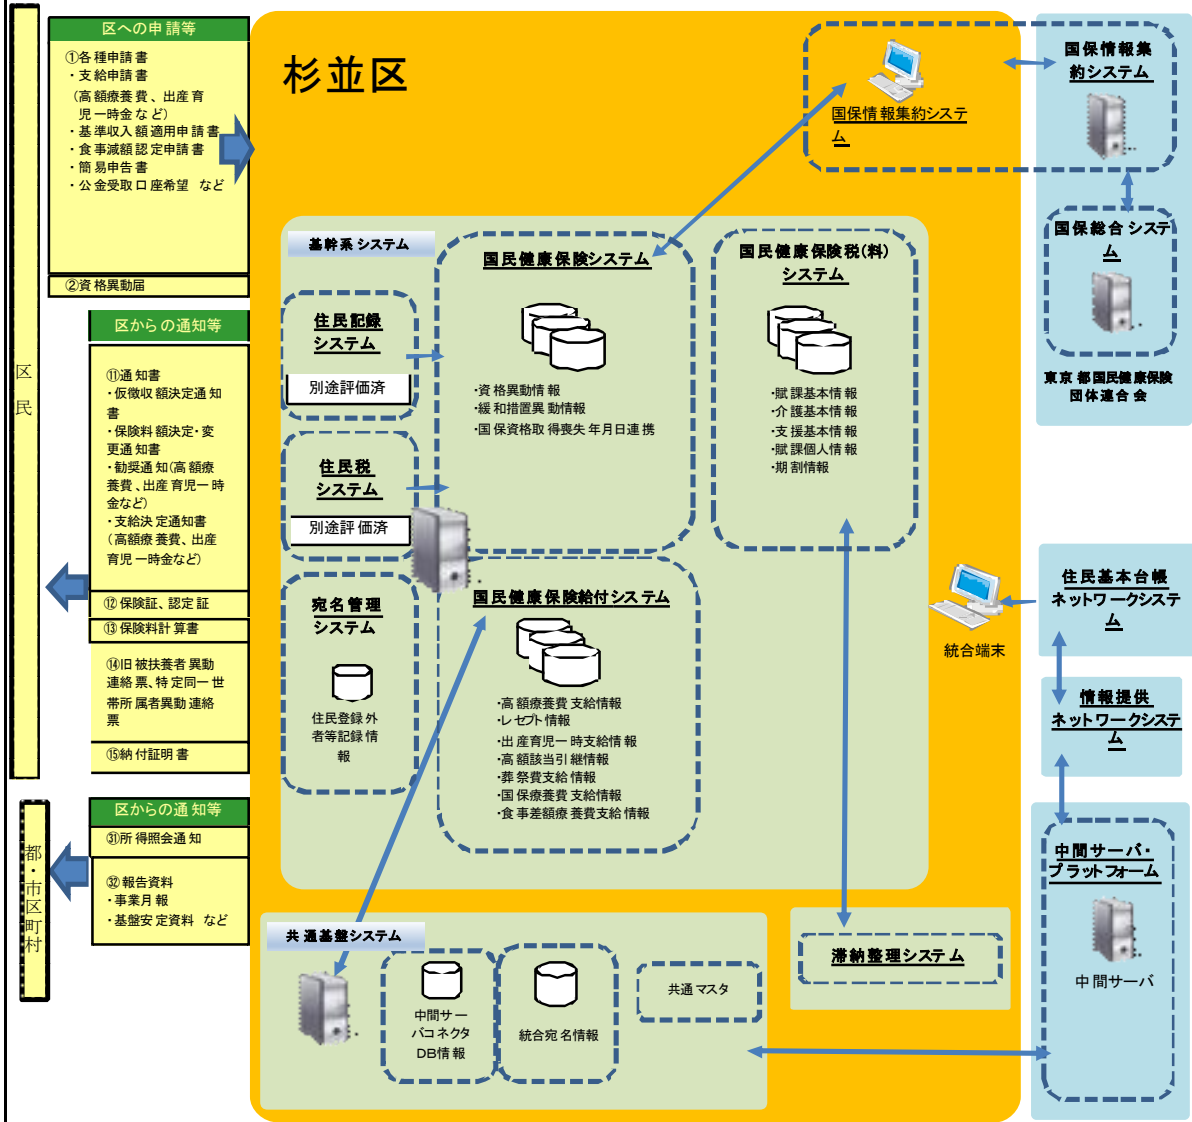 区への申請等
①各種申請書
・支給申請書
(高額療養費、出産育
児一時金など)
・基準収入額適用申請書
・食事減額認定申請書
・簡易申告書
・公金受取口座希望 など
②資格異動届
区民
区からの通知等
⑪通知書
・仮徴収額決定通知
書
・保険料額決定・変
更通知書
・勧奨通知(高額療
養費、出産育児一時
金など)
・支給決定通知書
(高額療養費、出産
育児一時金など)
⑫保険証、認定証
⑬保険料計算書
⑭旧被扶養者異動
連絡票、特定同一世
帯所属者異動連絡
票
⑮納付証明書
都・市区町村
区からの通知等
㉛所得照会通知
㉜報告資料
・事業月報
・基盤安定資料 など
杉並区
基幹系システム
住民記録
システム
別途評価済
住民税
システム
別途評価済
宛名管理
システム
住民登録外
者等記録情
報
国民健康保険システム
・資格異動情報
・緩和措置異動情報
・国保資格取得喪失年月日連携
国民健康保険給付システム
・高額療養費支給情報
・レセプト情報
・出産育児一時支給情報
・高額該当引継情報
・葬祭費支給情報
・国保療養費支給情報
・食事差額療養費支給情報
国民健康保険税(料)
システム
・賦課基本情報
・介護基本情報
・支援基本情報
・賦課個人情報
・期割情報
共通基盤システム
中間サー
バコネクタ
DB情報
統合宛名情報
共通マスタ
滞納整理システム
国保情報集約システ
ム
統合端末
国保情報集
約システム
国保総合システ
ム
東京都国民健康保険
団体連合会
住民基本台帳
ネットワークシステ
ム
情報提供
ネットワークシステ
ム
中間サーバ・
プラットフォーム
中間サーバ